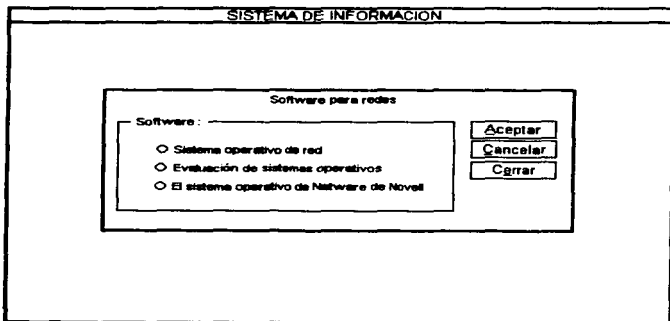 SISTEMA DE INFORMACION
Software para redes
Software :
Sistema operativo de red
Evaluación de sistemas operativos
El sistema operativo de Netware de Novell
Aceptar
Cancelar
Cerrar